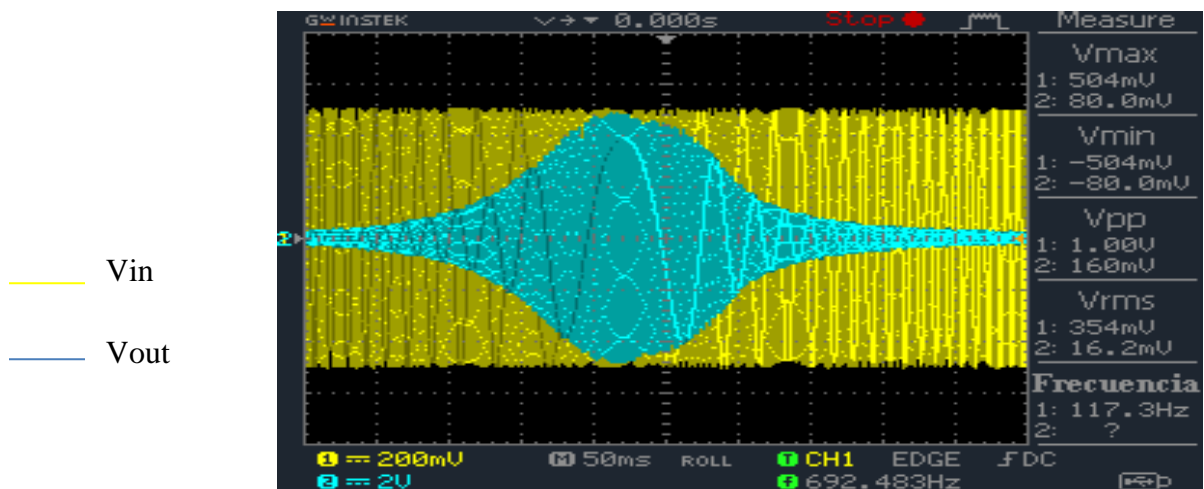 GWINSTEK 0.000s Stop Measure
Vmax
1: 504mV
2: 80.0mV
Vmin
1: -504mV
2: -80.0mV
Vpp
1: 1.00V
2: 160mV
Vrms
1: 354mV
2: 16.2mV
Frecuencia
1: 117.3Hz
2: ?
2
Vin
Vout
1 200mV M 50ms ROLL T CH1 EDGE DC
2 2V f 692.483Hz